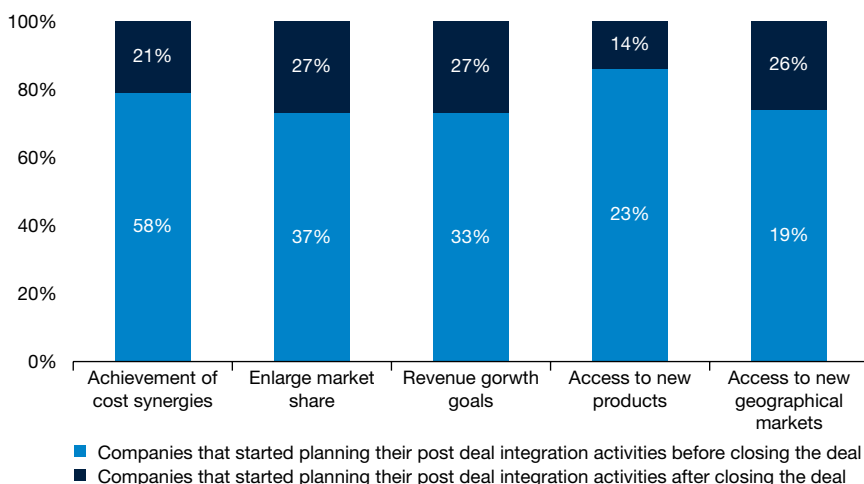 100%
80%
60%
40%
20%
0%
21%
27%
27%
14%
26%
58%
37%
33%
23%
19%
Achievement of
cost synergies
Enlarge market
share
Revenue gorwth
goals
Access to new
products
Access to new
geographical
markets
Companies that started planning their post deal integration activities before closing the deal
Companies that started planning their post deal integration activities after closing the deal